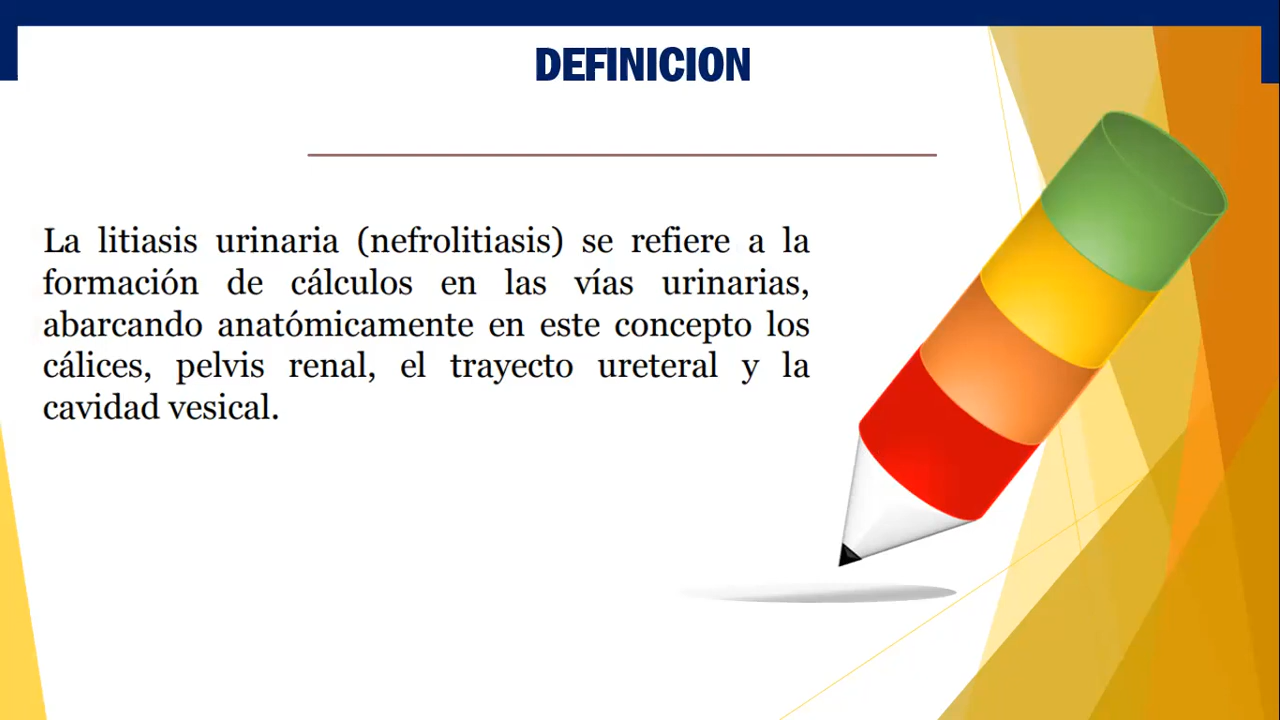 DEFINICION
La litiasis urinaria (nefrolitiasis) se refiere a la
formación de cálculos en las vías urinarias,
abarcando anatómicamente en este concepto los
cálices, pelvis renal, el trayecto ureteral y la
cavidad vesical.